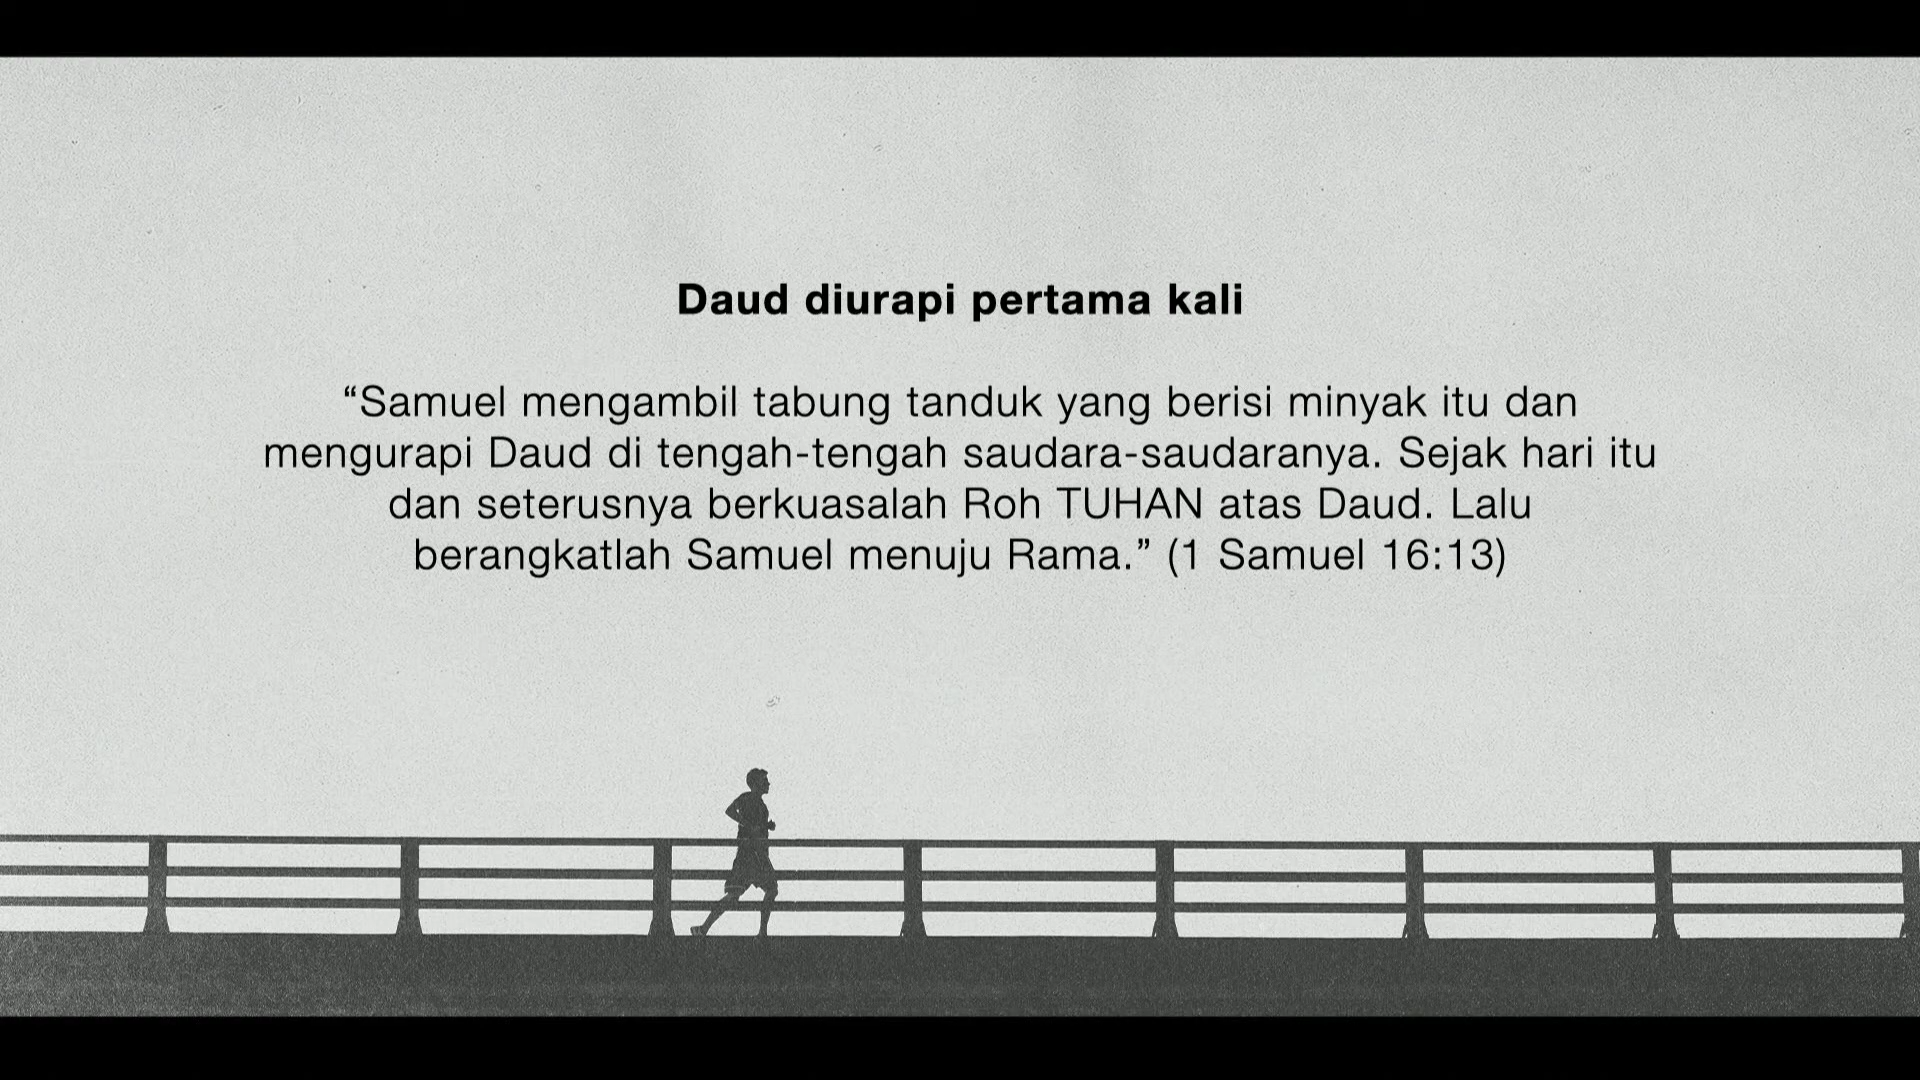 Daud diurapi pertama kali
“Samuel mengambil tabung tanduk yang berisi minyak itu dan
mengurapi Daud di tengah-tengah saudara-saudaranya. Sejak hari itu
dan seterusnya berkuasalah Roh TUHAN atas Daud. Lalu
berangkatlah Samuel menuju Rama.” (1 Samuel 16:13)